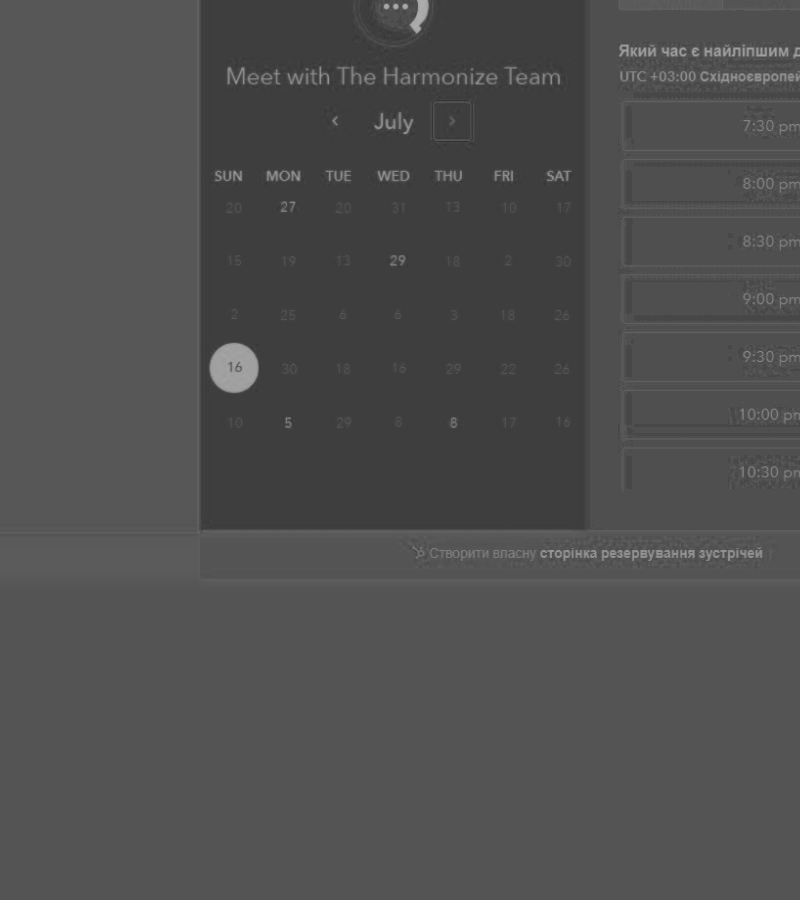 Meet with The Harmonize Team
‹ July ›
SUN MON TUE WED THU FRI SAT
20 27 20 31 13 10 17
15 19 13 29 18 2 30
2 25 6 6 3 18 26
16 30 18 16 29 22 26
10 5 29 8 8 17 16
Який час є найліпшим
UTC +03:00 Східноєвропей
7:30 pm
8:00 pm
8:30 pm
9:00 pm
9:30 pm
10:00 pm
10:30 pm
Створити власну сторінка резервування зустрічей